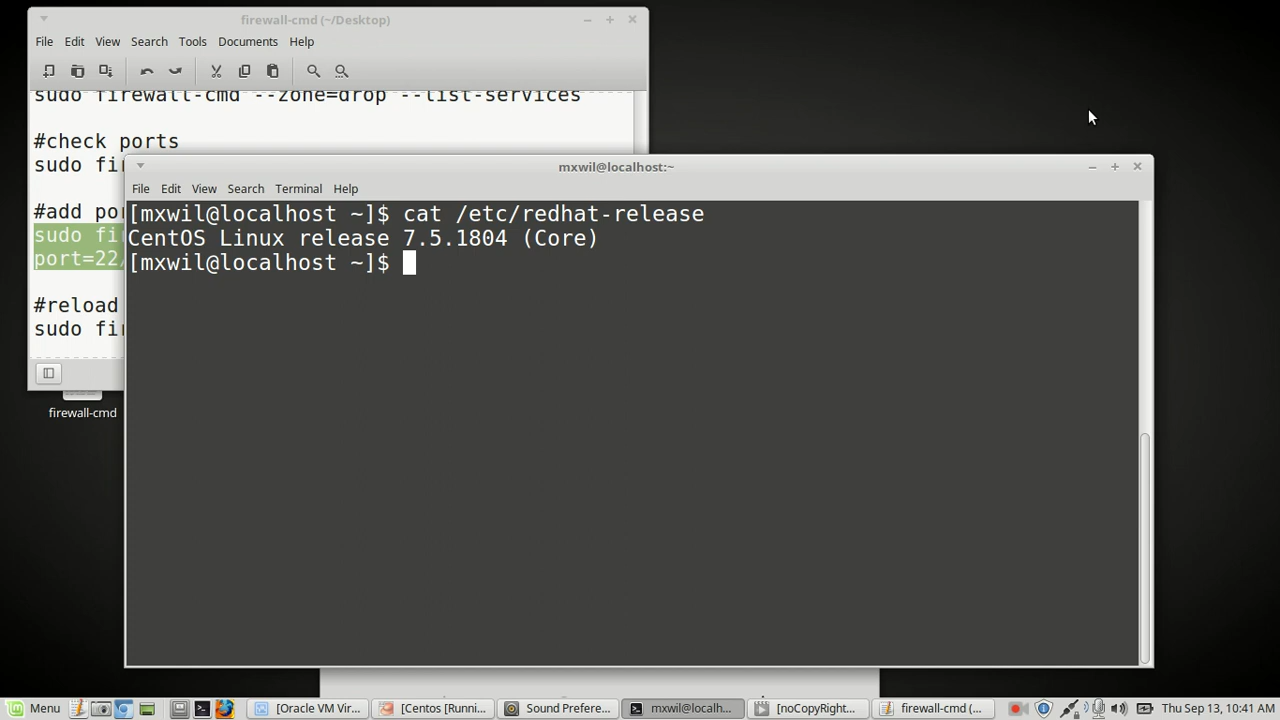 firewall-cmd (~/Desktop)
File Edit View Search Tools Documents Help
sudo firewall-cmd --zone=drop --list-services
#check ports
sudo fi
#add por
sudo fi
port=22/
#reload
sudo fi
firewall-cmd
mxwil@localhost:~
File Edit View Search Terminal Help
[mxwil@localhost ~]$ cat /etc/redhat-release
CentOS Linux release 7.5.1804 (Core)
[mxwil@localhost ~]$
Menu [Oracle VM Vir... [Centos [Runni... Sound Prefere... mxwil@localh... [noCopyRigh... firewall-cmd (... Thu Sep 13, 10:41 AM